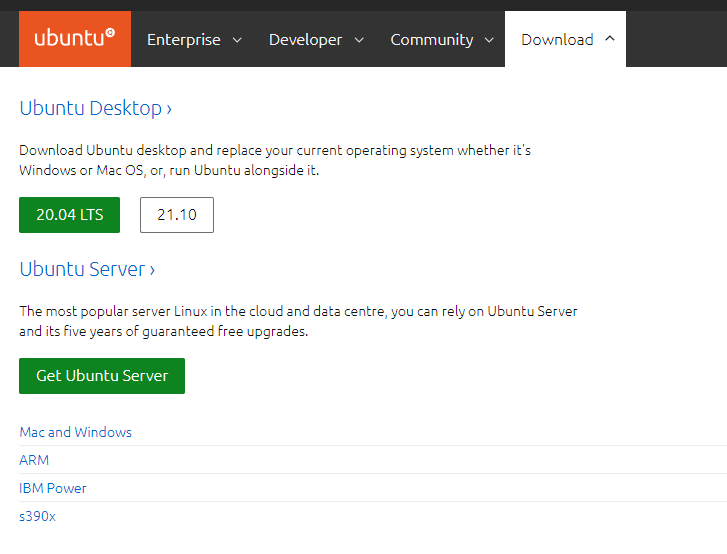 ubuntu
Enterprise
Developer
Community
Download
Ubuntu Desktop ›
Download Ubuntu desktop and replace your current operating system whether it's
Windows or Mac OS, or, run Ubuntu alongside it.
20.04 LTS
21.10
Ubuntu Server ›
The most popular server Linux in the cloud and data centre, you can rely on Ubuntu Server
and its five years of guaranteed free upgrades.
Get Ubuntu Server
Mac and Windows
ARM
IBM Power
s390x